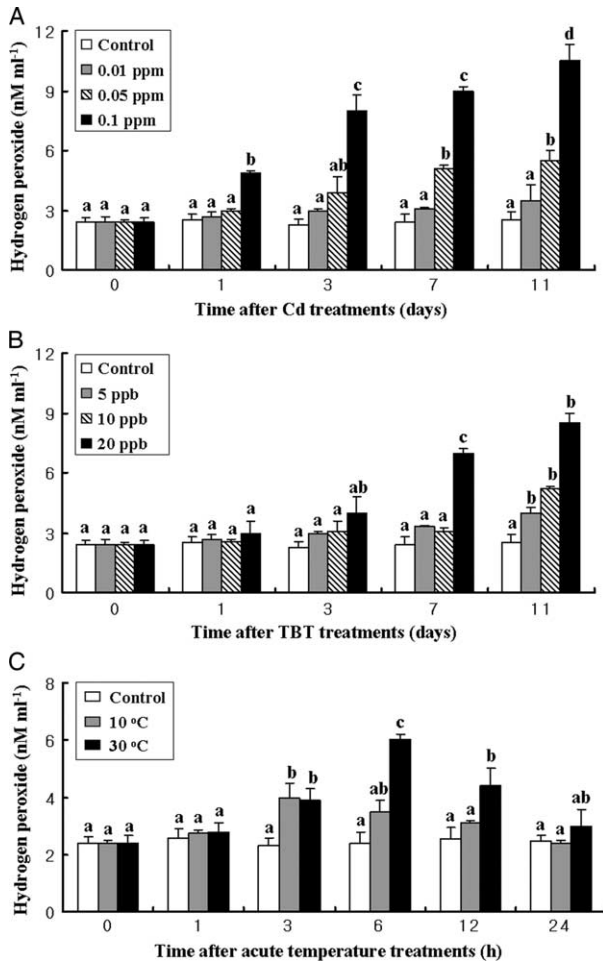 A
Hydrogen peroxide (nM ml⁻¹)
12
9
6
3
0
Control
0.01 ppm
0.05 ppm
0.1 ppm
a a a a
a a a b
a a ab c
a a b c
a a b d
0 1 3 7 11
Time after Cd treatments (days)
B
Hydrogen peroxide (nM ml⁻¹)
12
9
6
3
0
Control
5 ppb
10 ppb
20 ppb
a a a a
a a a a
a a a ab
a a a c
a b b b
0 1 3 7 11
Time after TBT treatments (days)
C
Hydrogen peroxide (nM ml⁻¹)
8
6
4
2
0
Control
10 °C
30 °C
a a a
a a a
a b b
a ab c
a a b
a a ab
0 1 3 6 12 24
Time after acute temperature treatments (h)